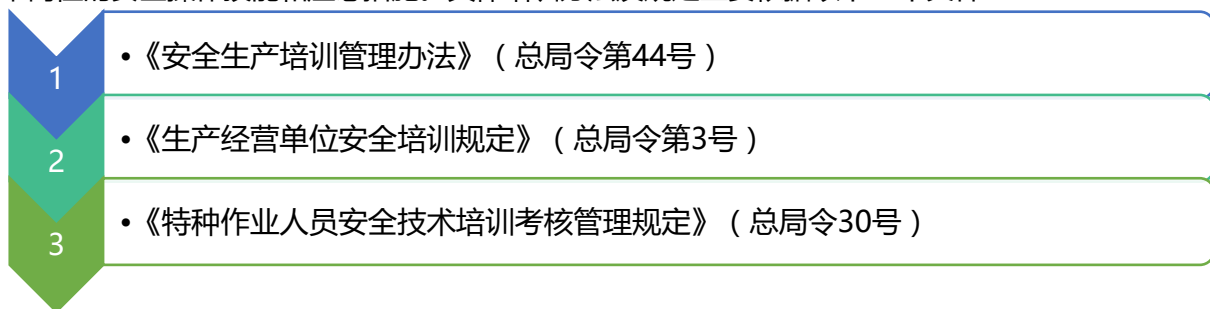 1
•《安全生产培训管理办法》（总局令第44号）
2
•《生产经营单位安全培训规定》（总局令第3号）
3
•《特种作业人员安全技术培训考核管理规定》（总局令30号）